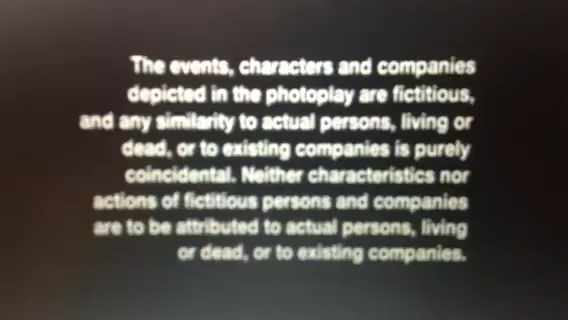 The events, characters and companies
depicted in the photoplay are fictitious,
and any similarity to actual persons, living or
dead, or to existing companies is purely
coincidental. Neither characteristics nor
actions of fictitious persons and companies
are to be attributed to actual persons, living
or dead, or to existing companies.